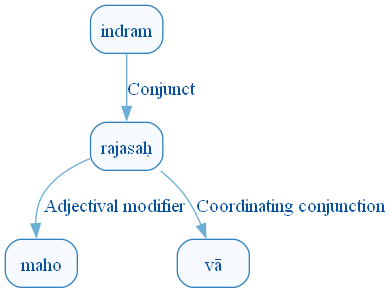 indram
Conjunct
rajasaḥ
Adjectival modifier
Coordinating conjunction
maho
vā